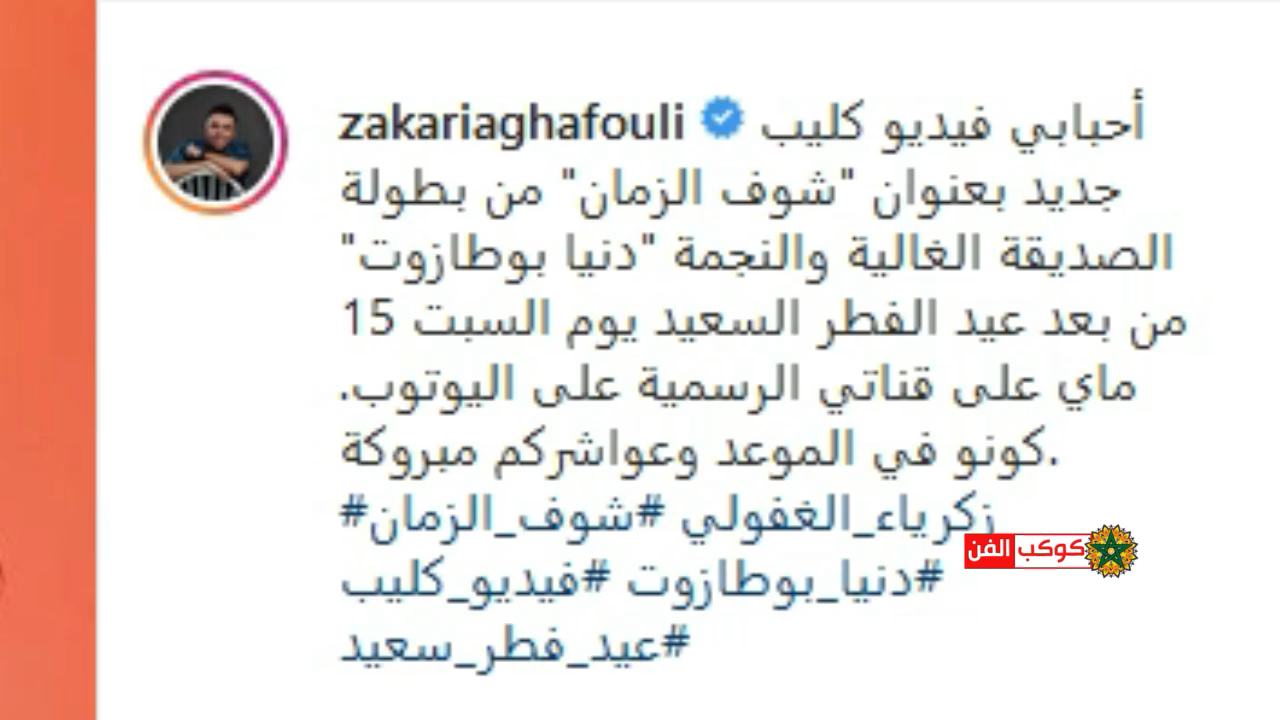 zakariaghafouli أحبابي فيديو كليب
جديد بعنوان "شوف الزمان" من بطولة
الصديقة الغالية والنجمة "دنيا بوطازوت"
من بعد عيد الفطر السعيد يوم السبت 15
ماي على قناتي الرسمية على اليوتوب.
كونو في الموعد وعواشركم مبروكة.
#زكرياء_الغفولي #شوف_الزمان
#دنيا_بوطازوت #فيديو_كليب
#عيد_فطر_سعيد
كوكب الفن